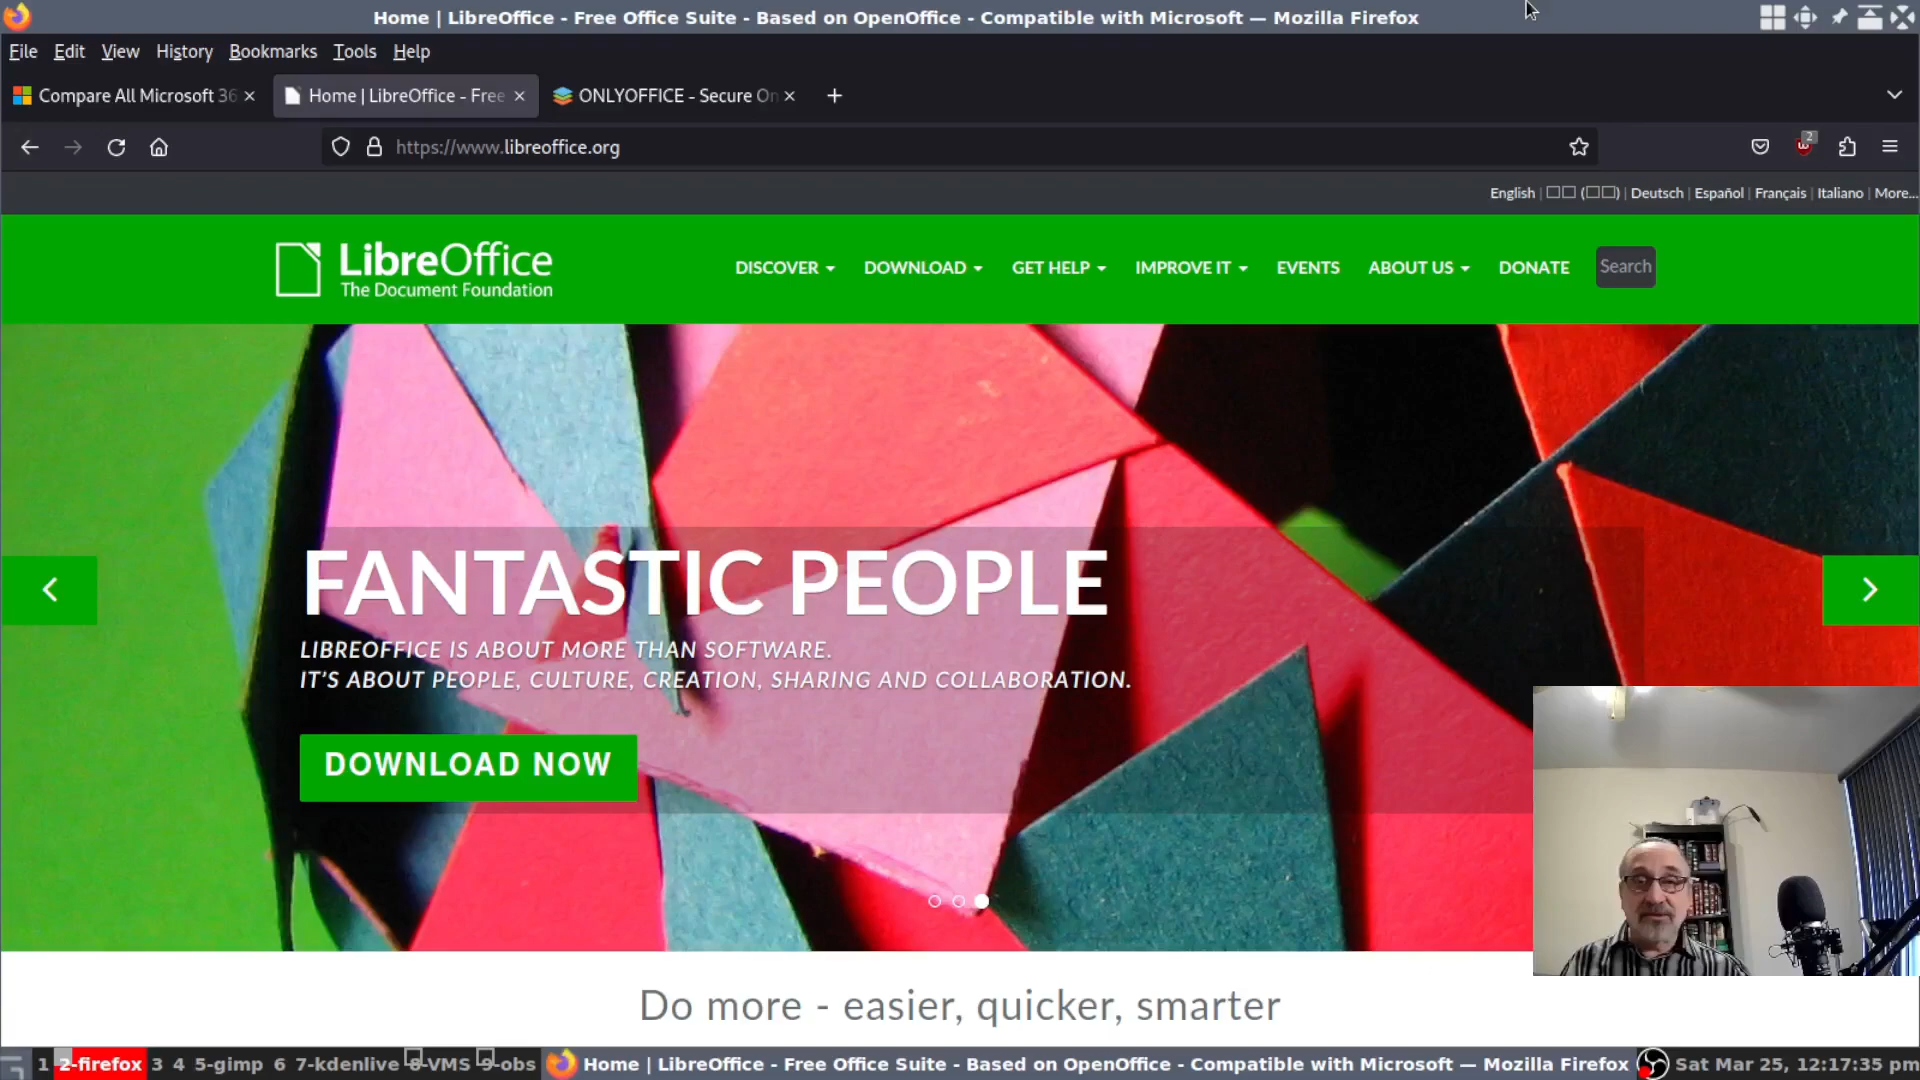 Home | LibreOffice - Free Office Suite - Based on OpenOffice - Compatible with Microsoft — Mozilla Firefox
File Edit View History Bookmarks Tools Help
Compare All Microsoft 36
Home | LibreOffice - Free
ONLYOFFICE - Secure On
https://www.libreoffice.org
2
English | □□ (□□) | Deutsch | Español | Français | Italiano | More...
LibreOffice
The Document Foundation
DISCOVER DOWNLOAD GET HELP IMPROVE IT EVENTS ABOUT US DONATE Search
FANTASTIC PEOPLE
LIBREOFFICE IS ABOUT MORE THAN SOFTWARE.
IT'S ABOUT PEOPLE, CULTURE, CREATION, SHARING AND COLLABORATION.
DOWNLOAD NOW
Do more - easier, quicker, smarter
1 2-firefox 3 4 5-gimp 6 7-kdenlive 8-VMS 9-obs Home | LibreOffice - Free Office Suite - Based on OpenOffice - Compatible with Microsoft — Mozilla Firefox Sat Mar 25, 12:17:35 pm